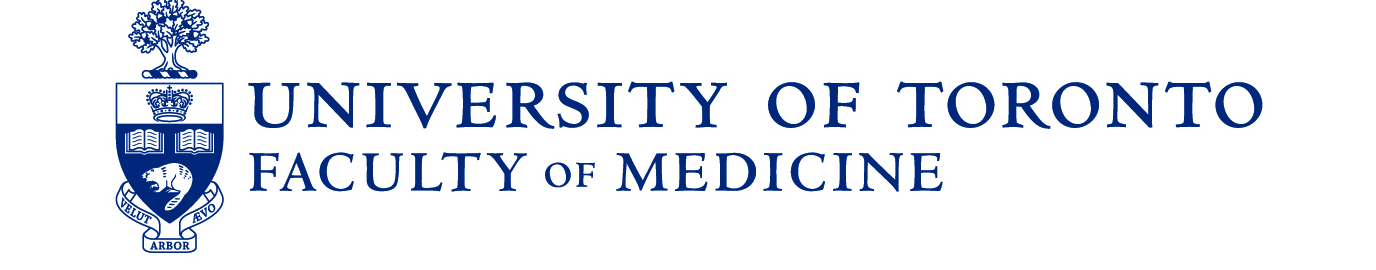 UNIVERSITY OF TORONTO
FACULTY OF MEDICINE
VELUT ÆVO
ARBOR